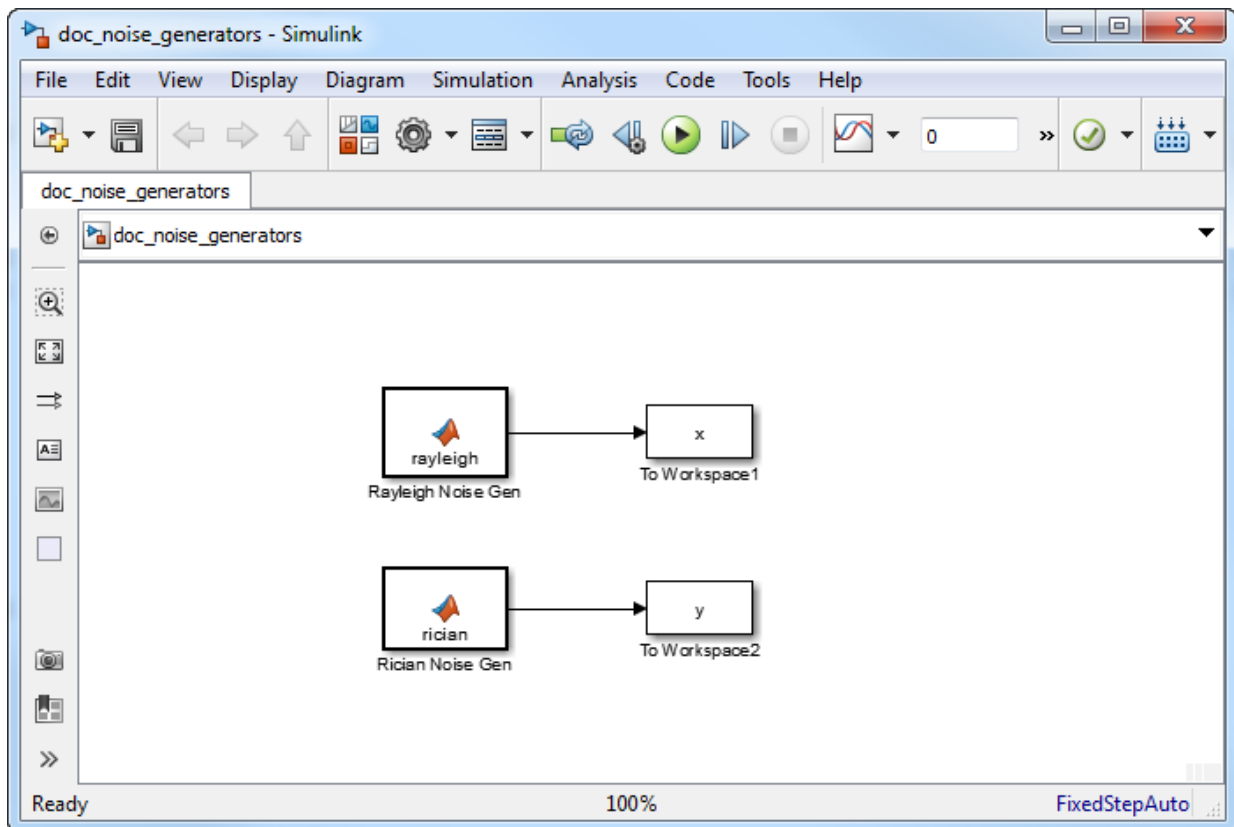 doc_noise_generators - Simulink
File Edit View Display Diagram Simulation Analysis Code Tools Help
0 »
doc_noise_generators
doc_noise_generators
rayleigh
Rayleigh Noise Gen
x
To Workspace1
rician
Rician Noise Gen
y
To Workspace2
Ready 100% FixedStepAuto